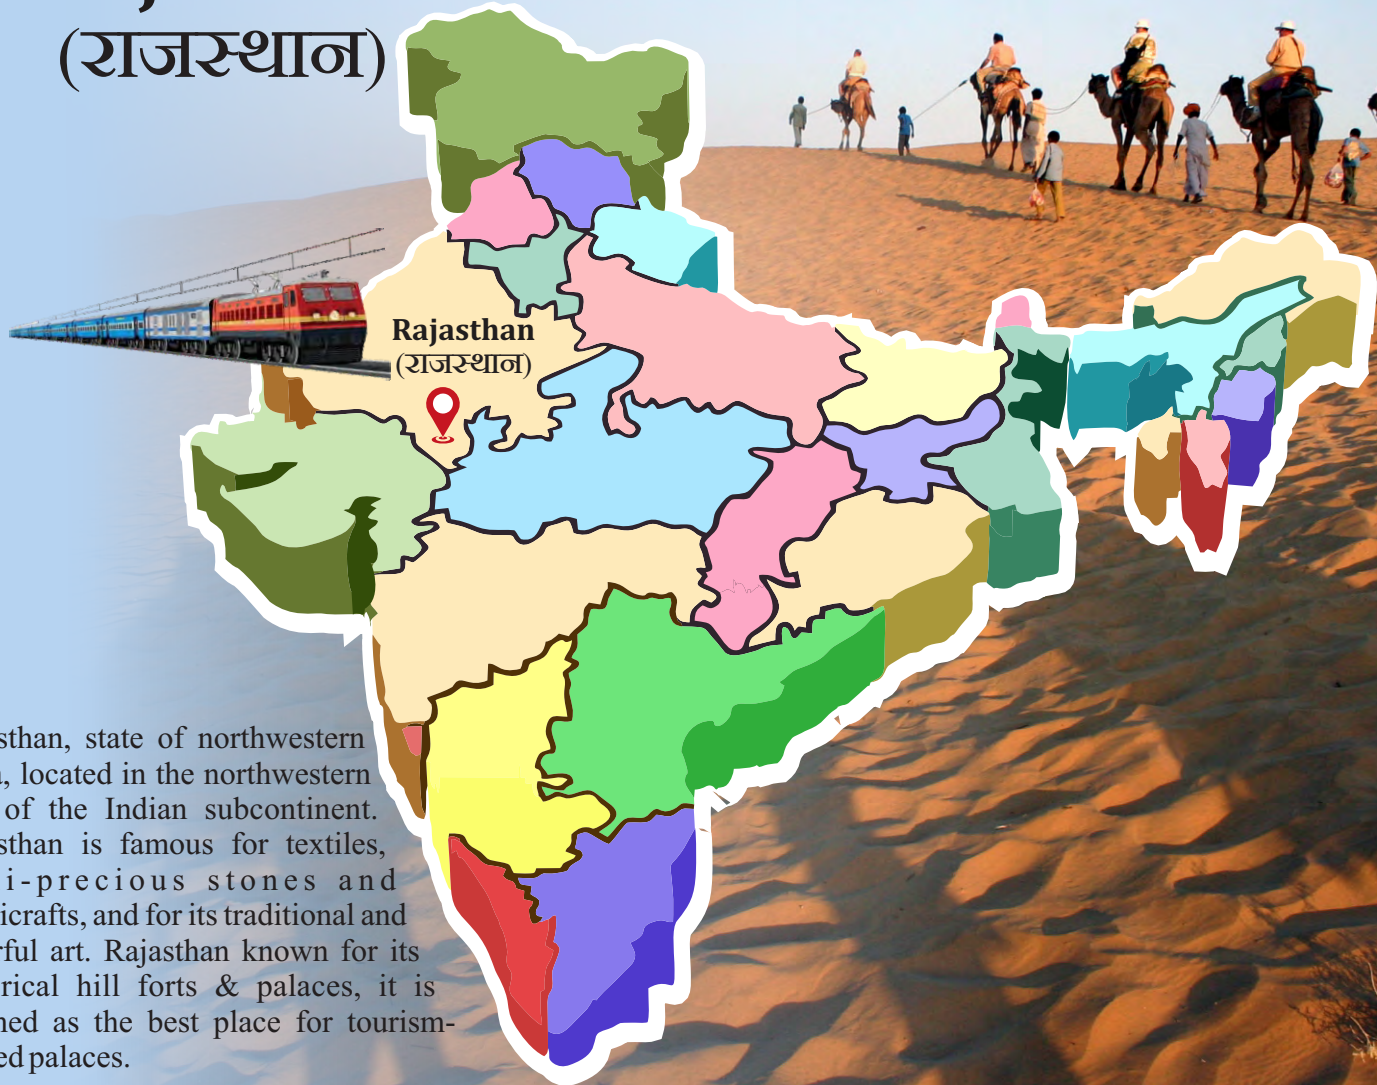 (राजस्थान)
Rajasthan
(राजस्थान)
sthan, state of northwestern
, located in the northwestern
of the Indian subcontinent.
sthan is famous for textiles,
i-precious stones and
icrafts, and for its traditional and
rful art. Rajasthan known for its
rical hill forts & palaces, it is
ed as the best place for tourism-
ed palaces.